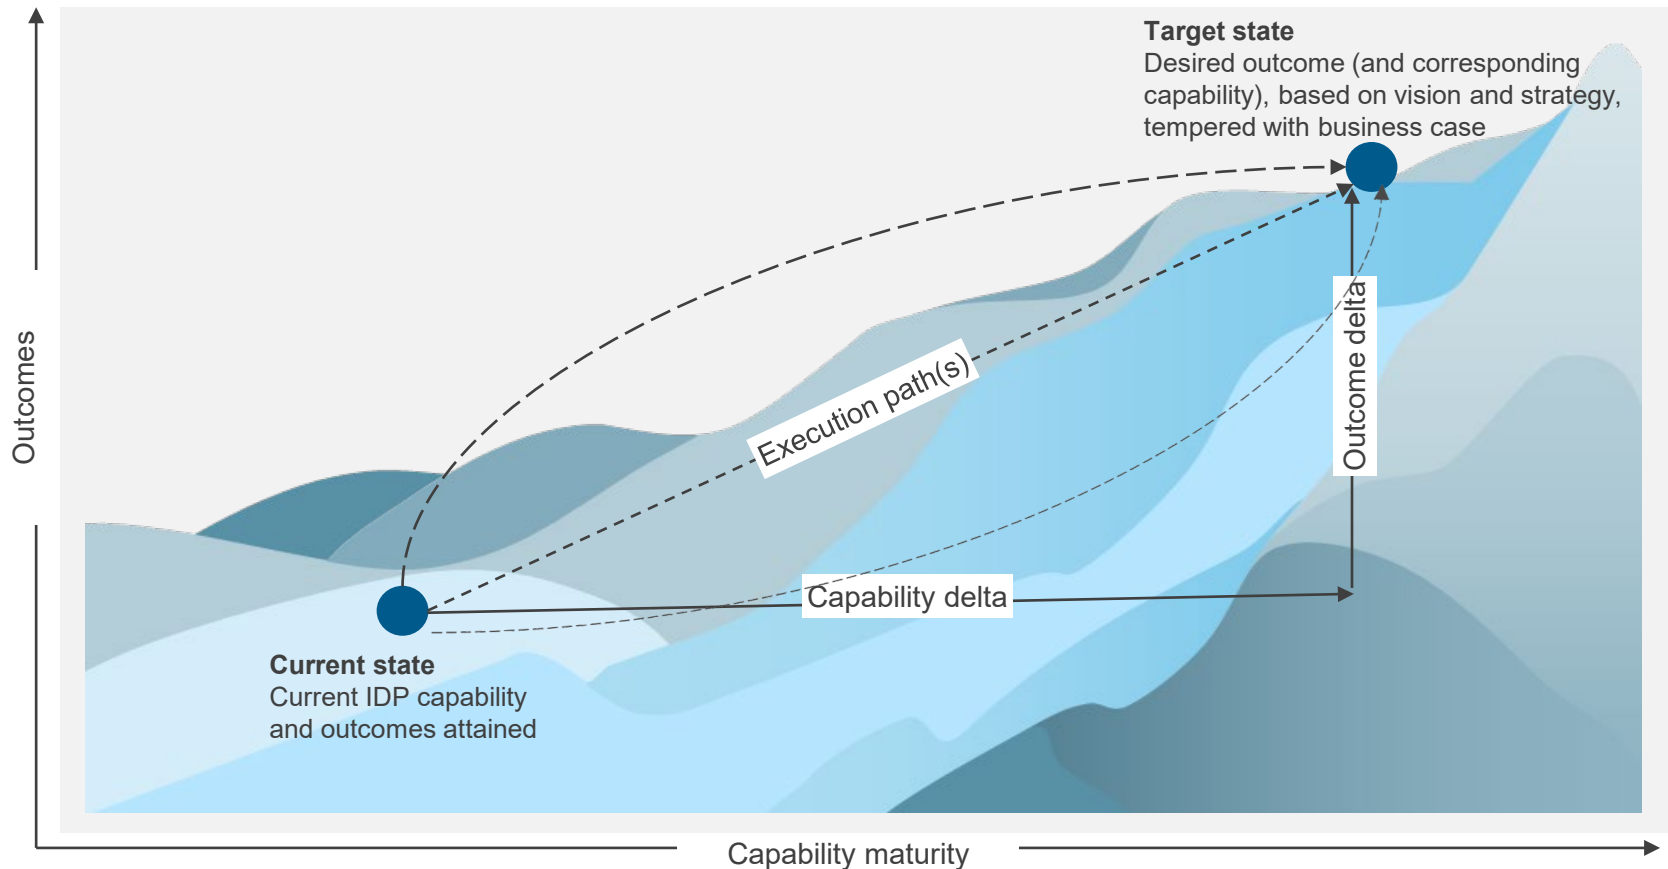 Target state
Desired outcome (and corresponding
capability), based on vision and strategy,
tempered with business case
Outcomes
Execution path(s)
Outcome delta
Capability delta
Current state
Current IDP capability
and outcomes attained
Capability maturity